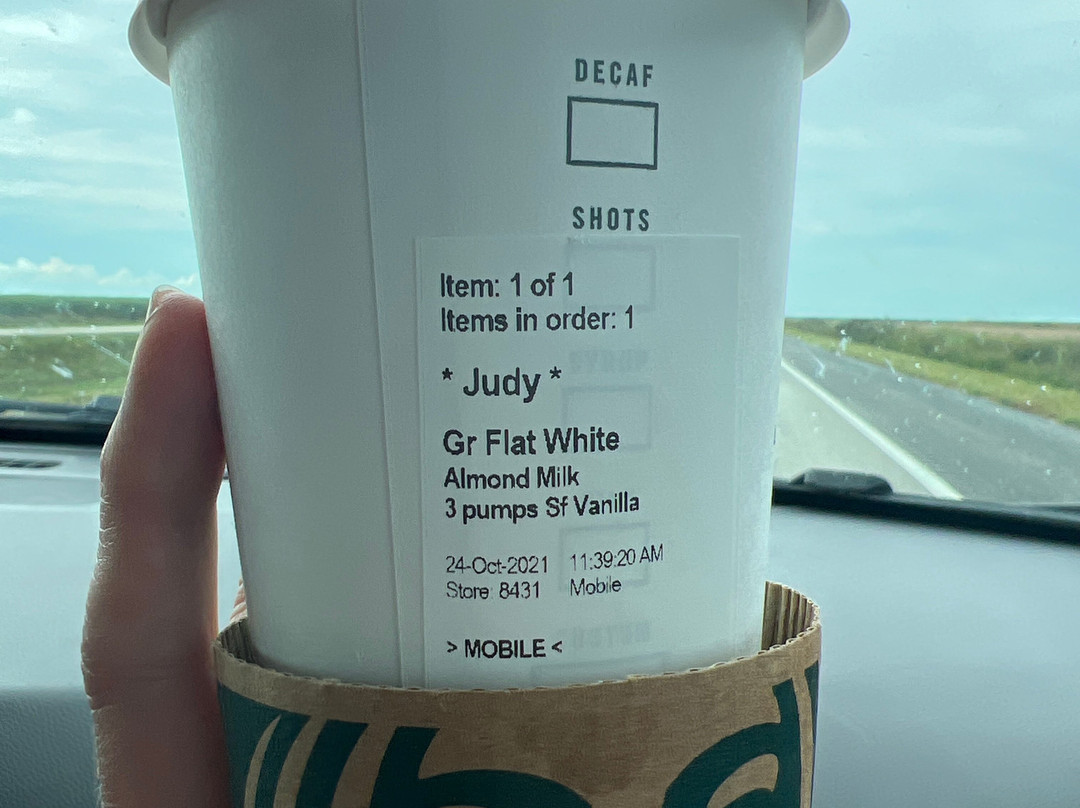 DECAF
SHOTS
Item: 1 of 1
Items in order: 1
* Judy *
Gr Flat White
Almond Milk
3 pumps Sf Vanilla
24-Oct-2021 11:39:20 AM
Store: 8431 Mobile
> MOBILE <